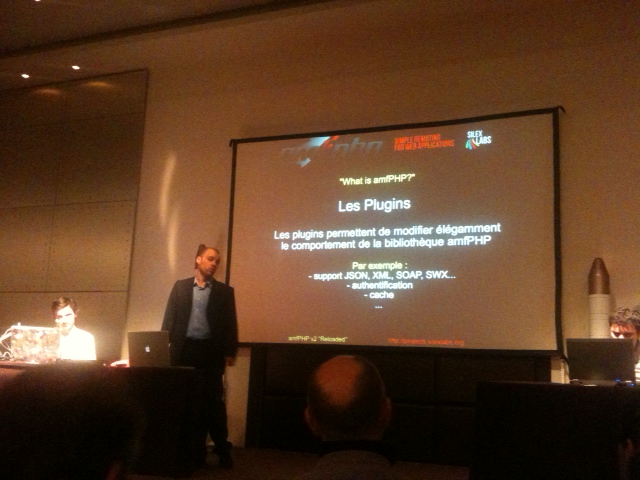 SIMPLE REMOTING
FOR WEB APPLICATIONS
SILEX
LABS
"What is amfPHP?"
Les Plugins
Les plugins permettent de modifier élégamment
le comportement de la bibliothèque amfPHP
Par exemple :
- support JSON, XML, SOAP, SWX...
- authentification
- cache
...
amfPHP v2 "Reloaded"